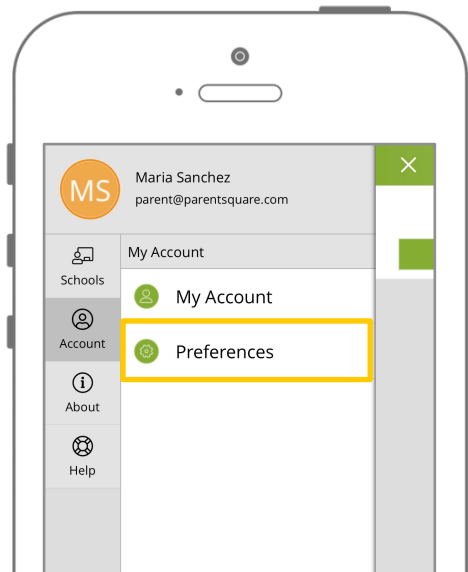 MS
Maria Sanchez
parent@parentsquare.com
Schools
Account
About
Help
My Account
My Account
Preferences